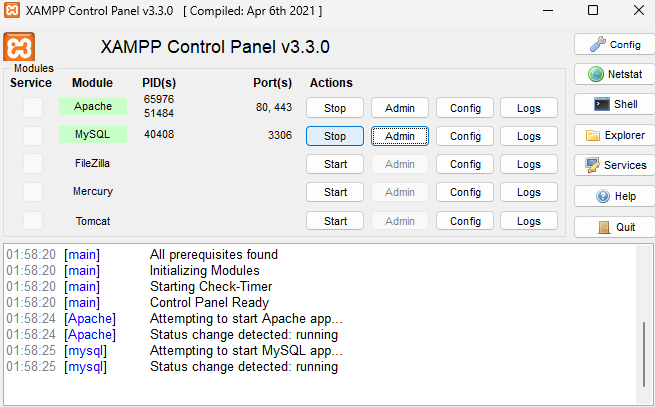 XAMPP Control Panel v3.3.0 [ Compiled: Apr 6th 2021 ]
XAMPP Control Panel v3.3.0
Config
Modules
Service Module PID(s) Port(s) Actions
Netstat
Apache 65976 51484 80, 443 Stop Admin Config Logs
Shell
MySQL 40408 3306 Stop Admin Config Logs
Explorer
FileZilla Start Admin Config Logs
Services
Mercury Start Admin Config Logs
Help
Tomcat Start Admin Config Logs
Quit
01:58:20 [main] All prerequisites found
01:58:20 [main] Initializing Modules
01:58:20 [main] Starting Check-Timer
01:58:20 [main] Control Panel Ready
01:58:24 [Apache] Attempting to start Apache app...
01:58:24 [Apache] Status change detected: running
01:58:25 [mysql] Attempting to start MySQL app...
01:58:25 [mysql] Status change detected: running